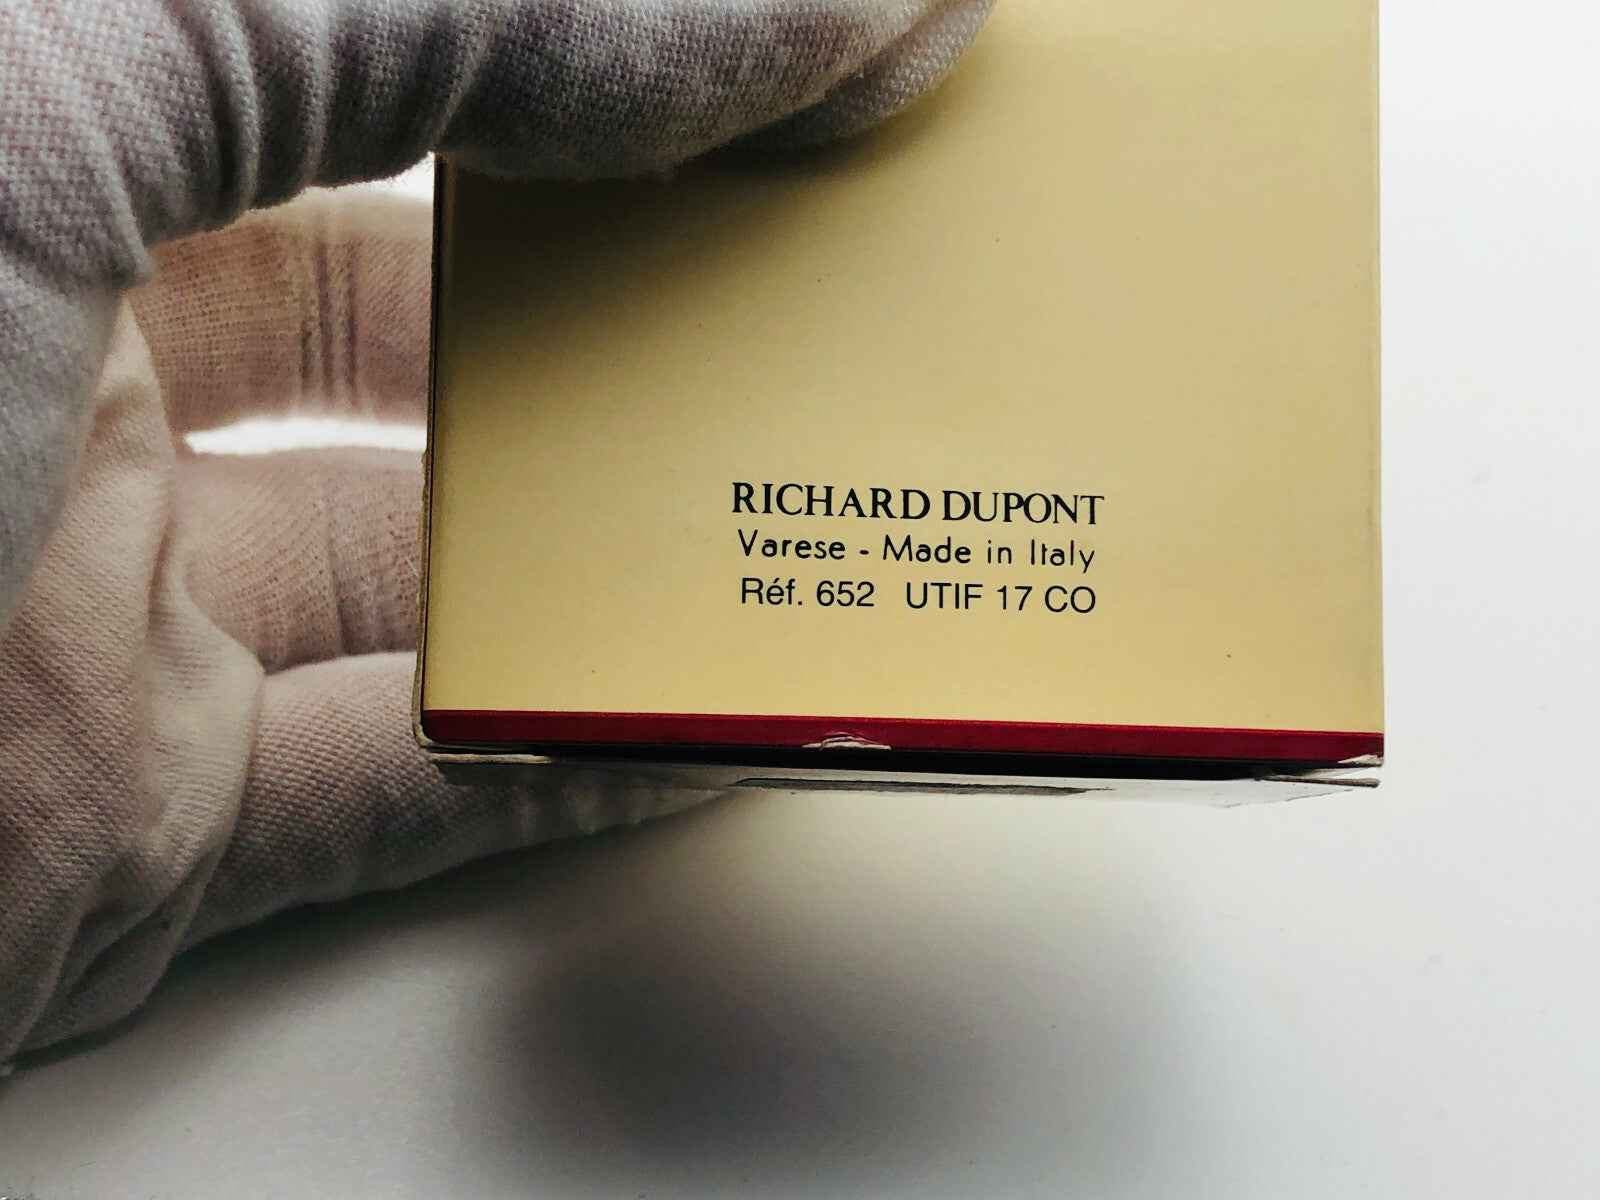 RICHARD DUPONT
Varese - Made in Italy
Réf. 652 UTIF 17 CO